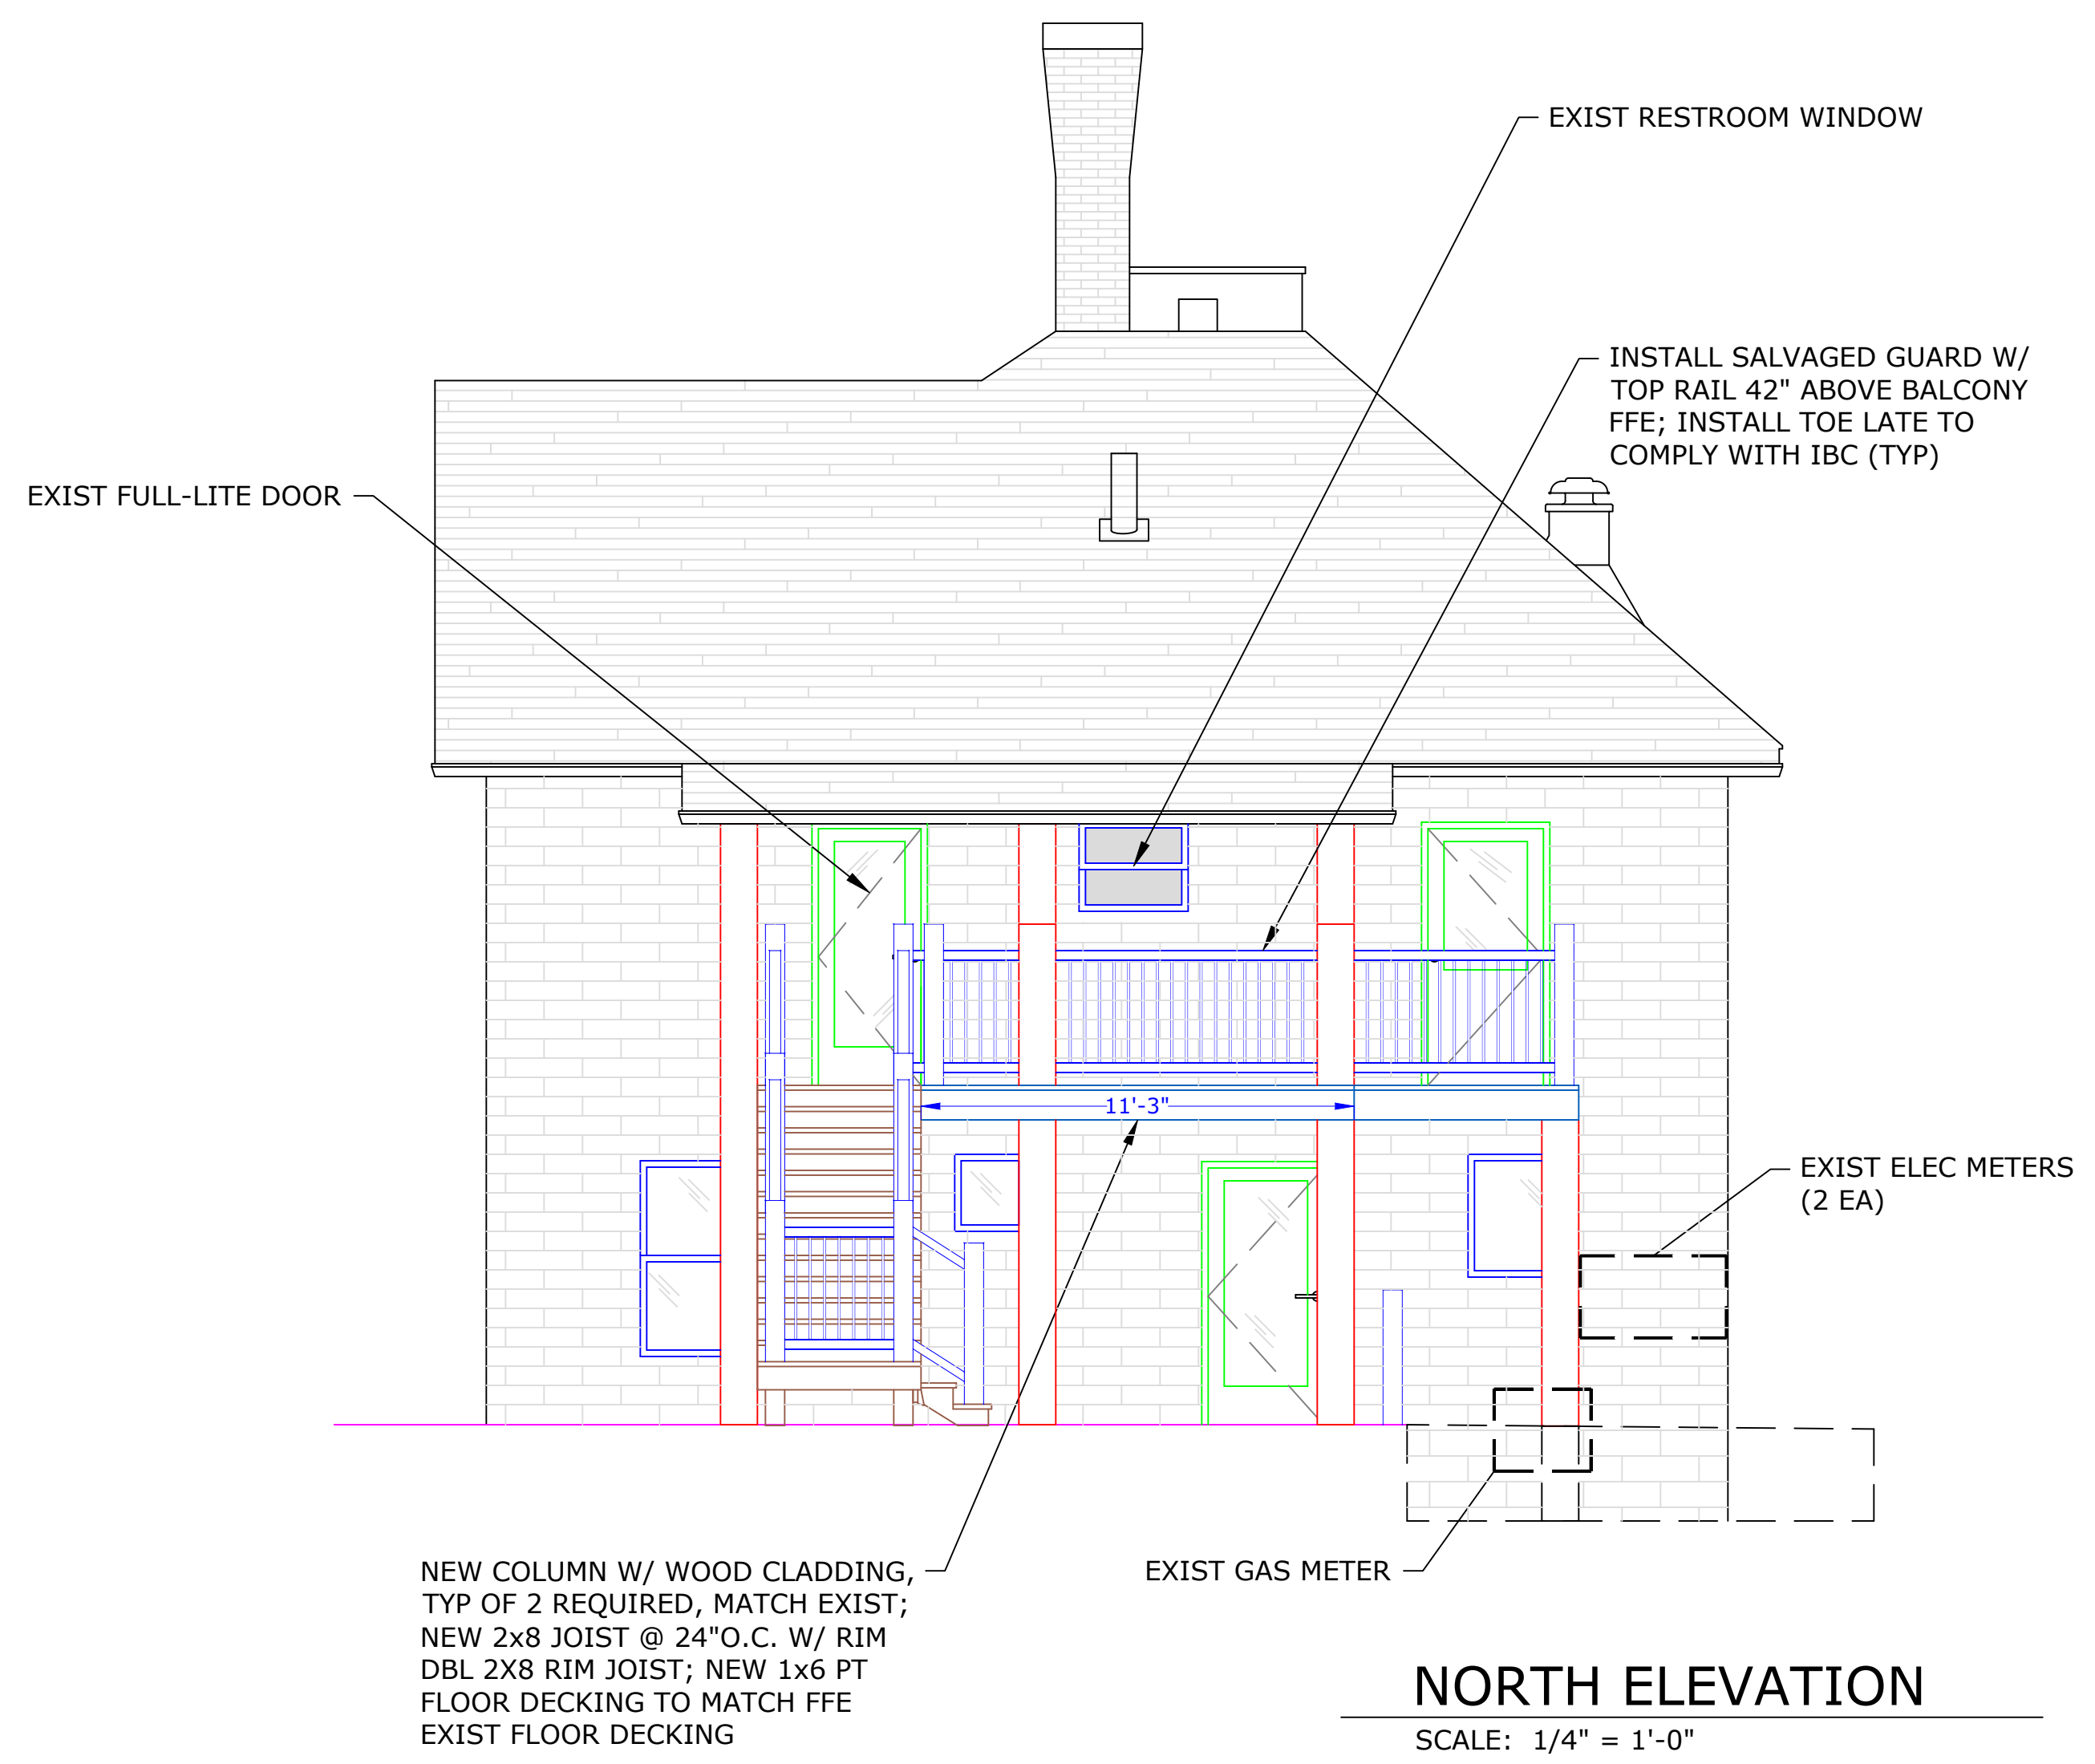 EXIST RESTROOM WINDOW
INSTALL SALVAGED GUARD W/
TOP RAIL 42" ABOVE BALCONY
FFE; INSTALL TOE LATE TO
COMPLY WITH IBC (TYP)
EXIST FULL-LITE DOOR
11'-3"
EXIST ELEC METERS
(2 EA)
NEW COLUMN W/ WOOD CLADDING,
TYP OF 2 REQUIRED, MATCH EXIST;
NEW 2x8 JOIST @ 24"O.C. W/ RIM
DBL 2X8 RIM JOIST; NEW 1x6 PT
FLOOR DECKING TO MATCH FFE
EXIST FLOOR DECKING
EXIST GAS METER
NORTH ELEVATION
SCALE: 1/4" = 1'-0"